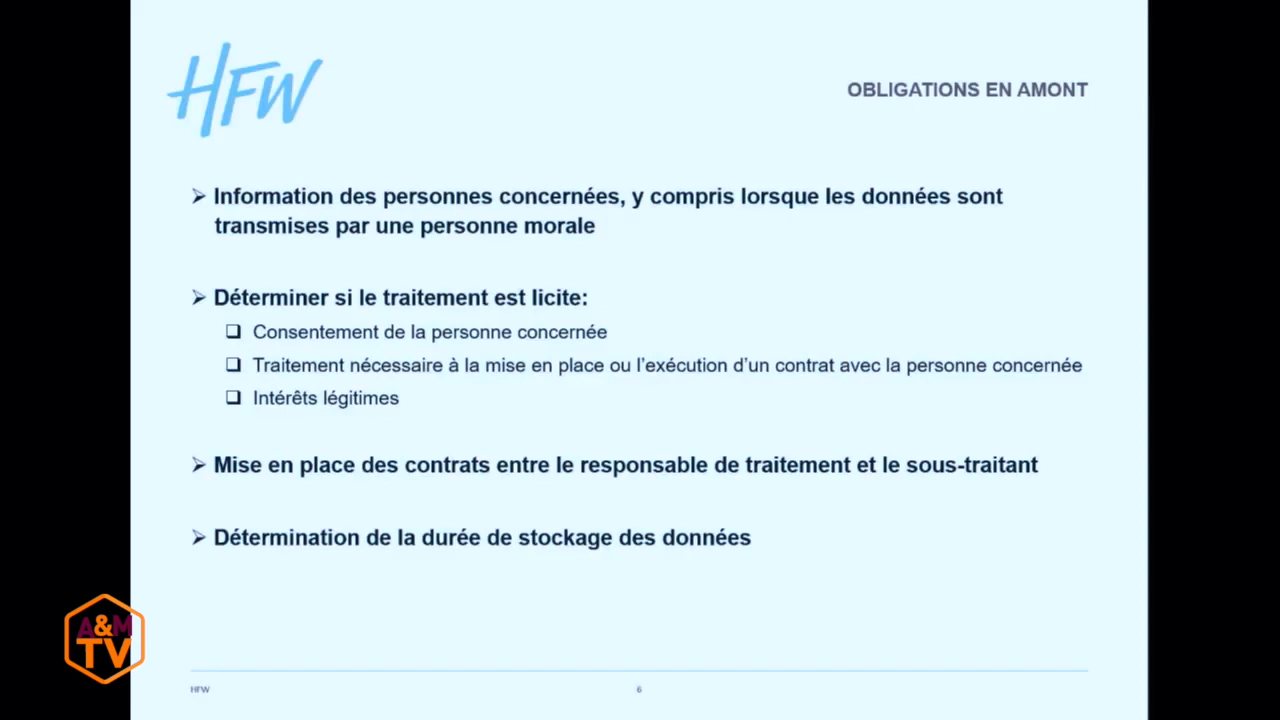 HFW
OBLIGATIONS EN AMONT
➢ Information des personnes concernées, y compris lorsque les données sont
transmises par une personne morale
➢ Déterminer si le traitement est licite:
❑ Consentement de la personne concernée
❑ Traitement nécessaire à la mise en place ou l’exécution d’un contrat avec la personne concernée
❑ Intérêts légitimes
➢ Mise en place des contrats entre le responsable de traitement et le sous-traitant
➢ Détermination de la durée de stockage des données
A&M
TV
HFW
6